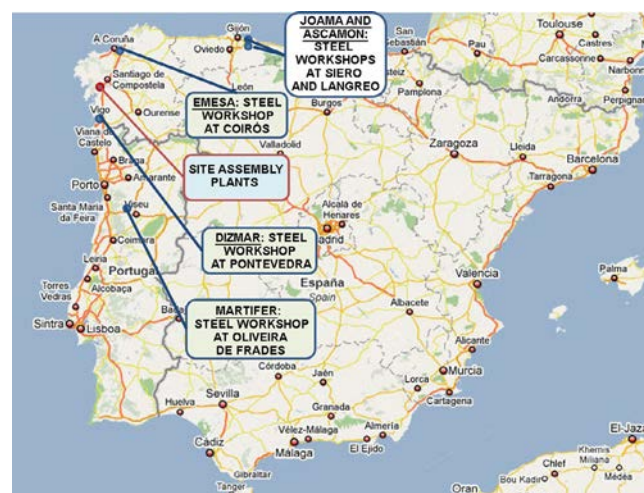 JOAMA AND
ASCAMON:
STEEL
WORKSHOPS
AT SIERO
AND LANGREO
EMESA: STEEL
WORKSHOP
AT COIRÓS
SITE ASSEMBLY
PLANTS
DIZMAR: STEEL
WORKSHOP
AT PONTEVEDRA
MARTIFER:
STEEL WORKSHOP
AT OLIVEIRA
DE FRADES
A Coruña
Gijón
Oviedo
Santiago de
Compostela
León
Ourense
Vigo
Burgos
San
Sebastián
Pau
Toulouse
Castres
Carcassonne
Narbonne
Perpignan
Andorra
Pamplona
Viana do
Castelo
Braga
Amarante
Porto
Santa Maria
da Feira
Viseu
Coimbra
Valladolid
Zaragoza
Lleida
Barcelona
Tarragona
Alcalá de
Henares
Madrid
Leiria
Portugal
Alcobaça
Torres
Vedras
Sintra
Lisboa
España
Spain
Valencia
Palma
Albacete
Alicante
Murcia
Lorca
Cartagena
Córdoba
Jaén
Huelva
Sevilla
Granada
Almería
Vélez-Málaga
El Ejido
Cádiz
Málaga
Gibraltar
Tanger
Oran
El-Jaza
Khemis
Miliana
Chlef
Médéa
Bou Kadir